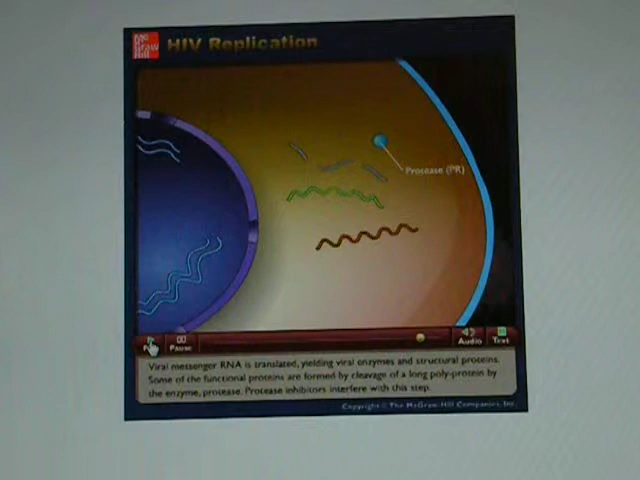 Mc
Graw
Hill
HIV Replication
Protease (PR)
Pause
Audio
Text
Viral messenger RNA is translated, yielding viral enzymes and structural proteins.
Some of the functional proteins are formed by cleavage of a long poly-protein by
the enzyme, protease. Protease inhibitors interfere with this step.
Copyright © The McGraw-Hill Companies, Inc.